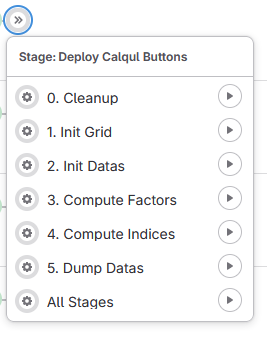 Stage: Deploy Calqul Buttons
0. Cleanup
1. Init Grid
2. Init Datas
3. Compute Factors
4. Compute Indices
5. Dump Datas
All Stages